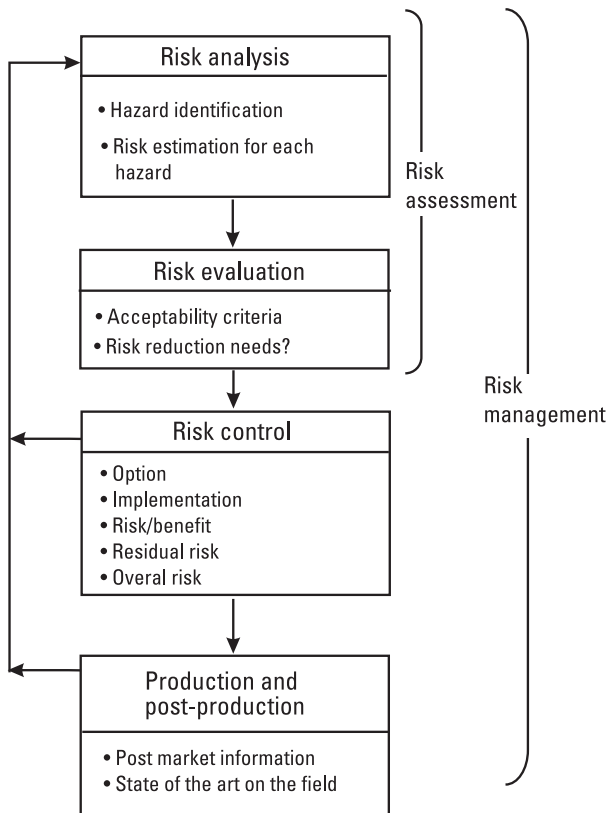 Risk analysis
• Hazard identification
• Risk estimation for each
hazard
Risk
assessment
Risk evaluation
• Acceptability criteria
• Risk reduction needs?
Risk
management
Risk control
• Option
• Implementation
• Risk/benefit
• Residual risk
• Overal risk
Production and
post-production
• Post market information
• State of the art on the field